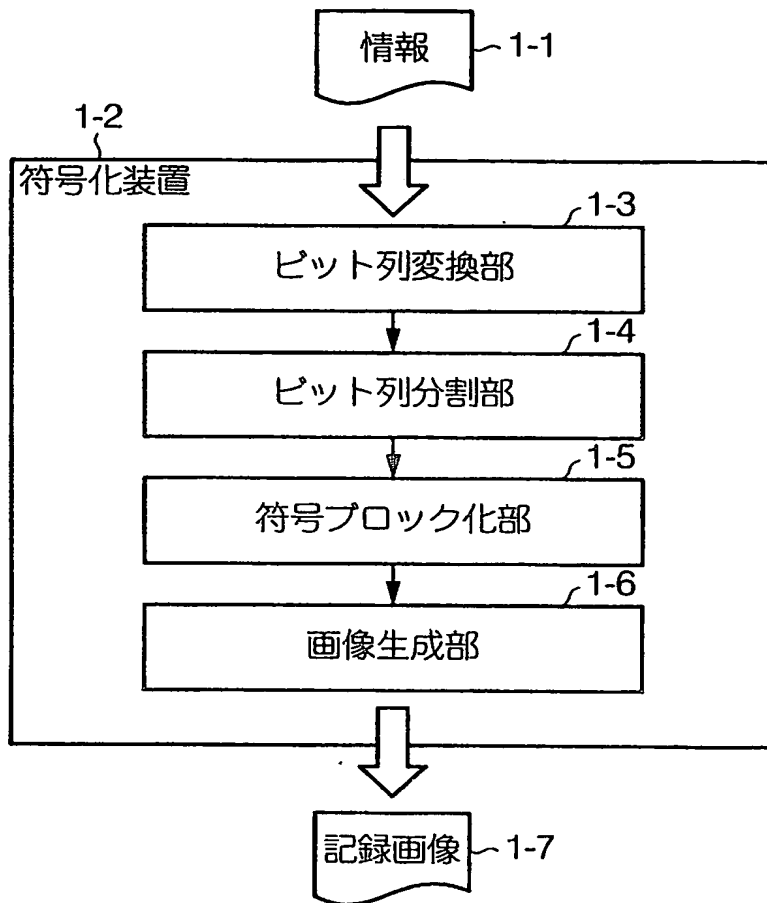 情報
1-1
1-2
符号化装置
1-3
ビット列変換部
1-4
ビット列分割部
1-5
符号ブロック化部
1-6
画像生成部
記録画像
1-7